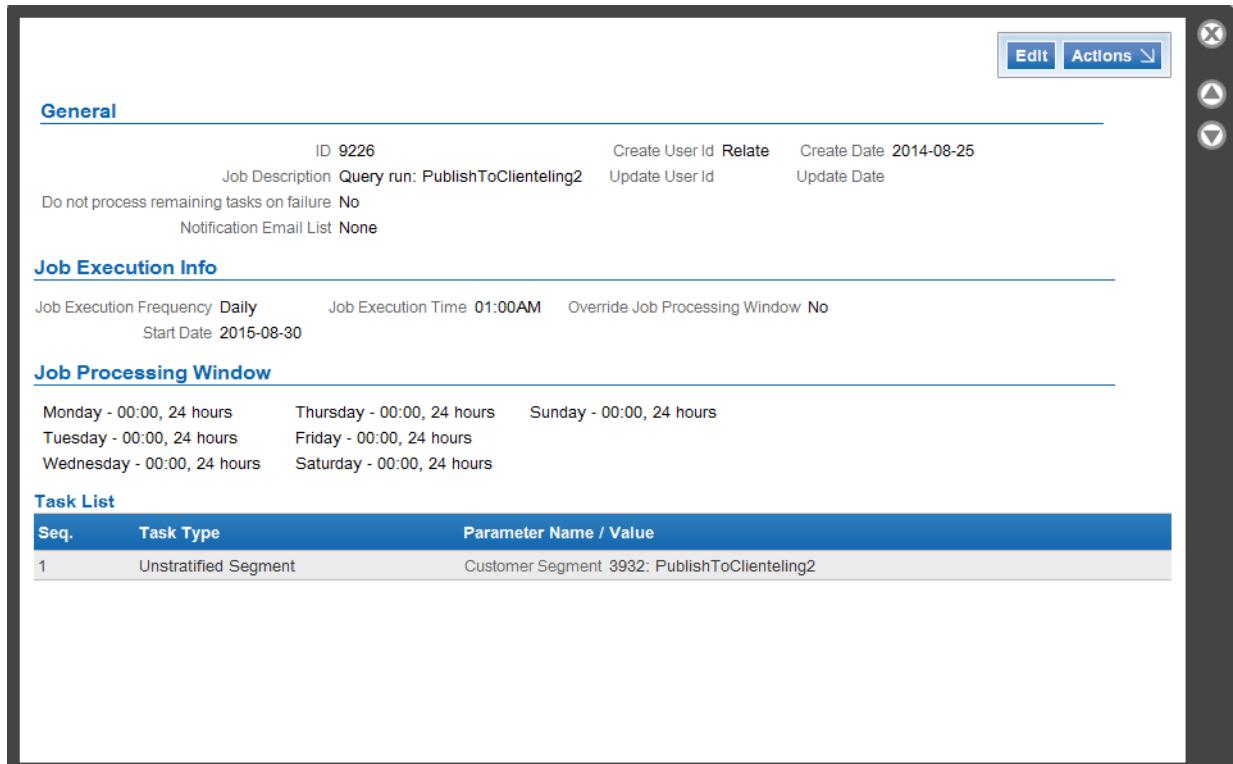 Edit Actions
General
ID 9226 Create User Id Relate Create Date 2014-08-25
Job Description Query run: PublishToClienteling2 Update User Id Update Date
Do not process remaining tasks on failure No
Notification Email List None
Job Execution Info
Job Execution Frequency Daily Job Execution Time 01:00AM Override Job Processing Window No
Start Date 2015-08-30
Job Processing Window
Monday - 00:00, 24 hours Thursday - 00:00, 24 hours Sunday - 00:00, 24 hours
Tuesday - 00:00, 24 hours Friday - 00:00, 24 hours
Wednesday - 00:00, 24 hours Saturday - 00:00, 24 hours
Task List
Seq. Task Type Parameter Name / Value
1 Unstratified Segment Customer Segment 3932: PublishToClienteling2